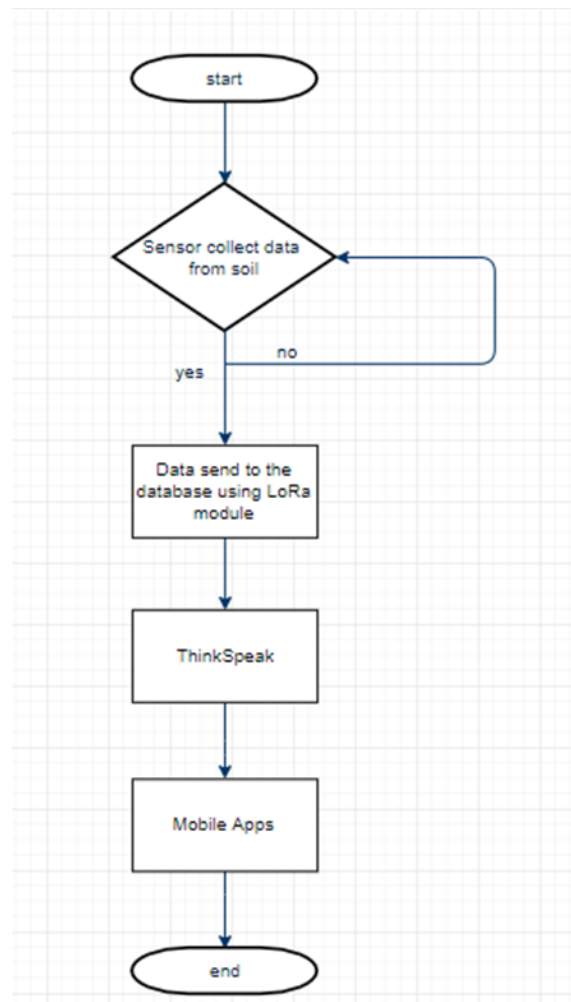 start
Sensor collect data
from soil
no
yes
Data send to the
database using LoRa
module
ThinkSpeak
Mobile Apps
end